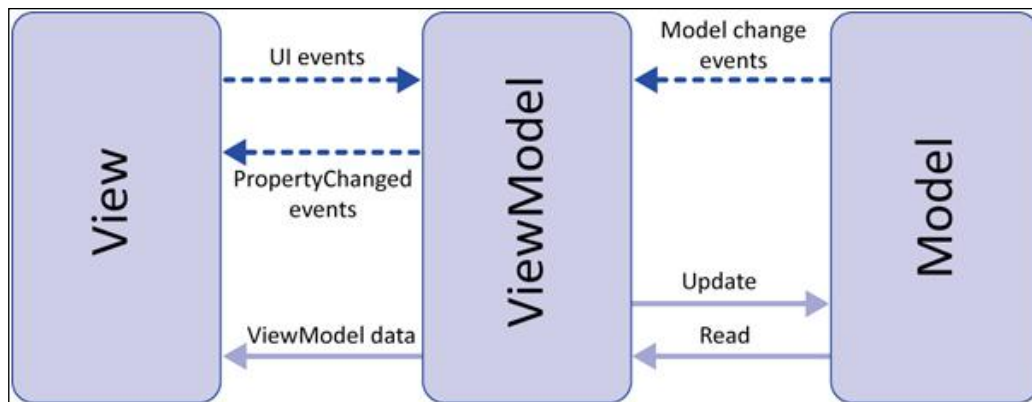 View
UI events
PropertyChanged
events
ViewModel data
ViewModel
Model change
events
Update
Read
Model